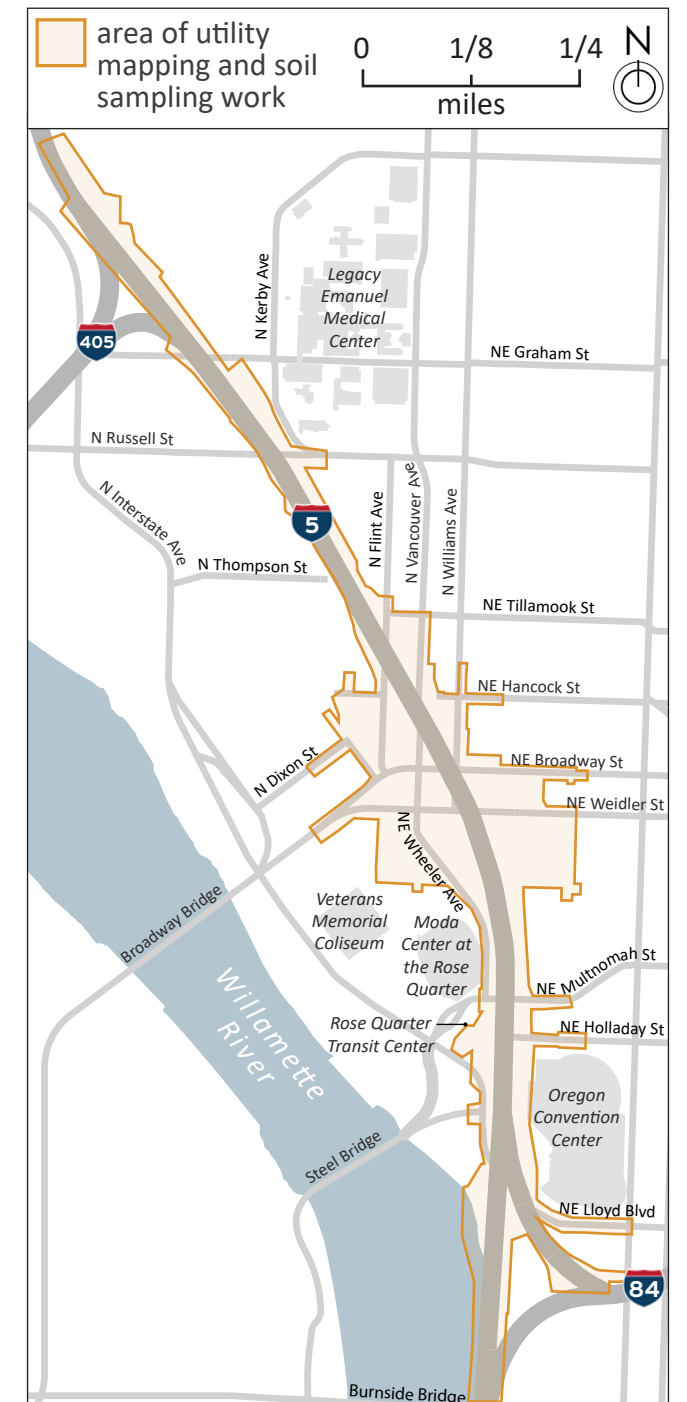 area of utility
mapping and soil
sampling work
0 1/8 1/4
miles
N
N Kerby Ave
Legacy
Emanuel
Medical
Center
405
NE Graham St
N Russell St
N Interstate Ave
5
N Flint Ave
N Vancouver Ave
N Williams Ave
N Thompson St
NE Tillamook St
NE Hancock St
N Dixon St
NE Broadway St
NE Weidler St
NE Wheeler Ave
Broadway Bridge
Veterans
Memorial
Coliseum
Moda
Center at
the Rose
Quarter
Willamette
River
NE Multnomah St
Rose Quarter
Transit Center
NE Holladay St
Oregon
Convention
Center
Steel Bridge
NE Lloyd Blvd
84
Burnside Bridge